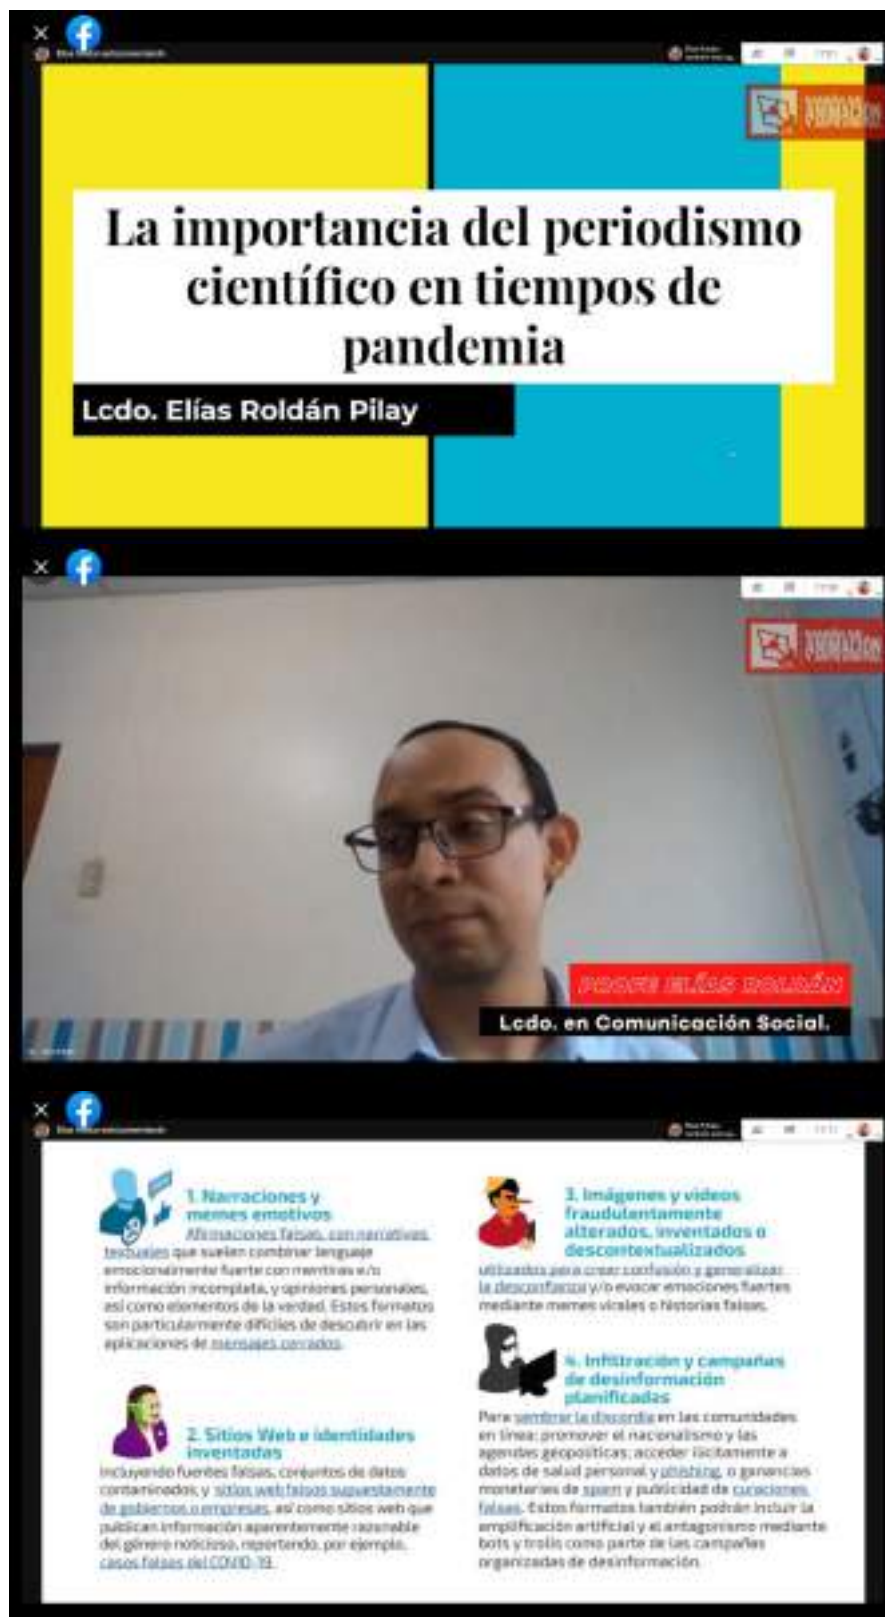 La importancia del periodismo
científico en tiempos de
pandemia
Lcdo. Elías Roldán Pilay
PROFE ELÍAS ROLDÁN
Lcdo. en Comunicación Social.
1. Narraciones y
memes emotivos
Afirmaciones falsas, con narrativas
textuales que suelen combinar lenguaje
emocionalmente fuerte con mentiras e/o
información incompleta, y opiniones personales,
así como elementos de la verdad. Estos formatos
son particularmente difíciles de descubrir en las
aplicaciones de mensajes cerrados.
2. Sitios Web e identidades
inventadas
Incluyendo fuentes falsas, conjuntos de datos
contaminados, y sitios web falsos supuestamente
de gobiernos o empresas, así como sitios web que
publican información aparentemente razonable
del género noticioso, reportando, por ejemplo,
casos falsos del COVID-19.
3. Imágenes y videos
fraudulentamente
alterados, inventados o
descontextualizados
utilizados para crear confusión y generalizar
la desconfianza y/o evocar emociones fuertes
mediante memes virales o historias falsas.
4. Infiltración y campañas
de desinformación
planificadas
Para sembrar la discordia en las comunidades
en línea; promover el nacionalismo y las
agendas geopolíticas; acceder ilícitamente a
datos de salud personal y phishing, o ganancias
monetarias de spam y publicidad de curaciones
falsas. Estos formatos también podrán incluir la
amplificación artificial y el antagonismo mediante
bots y trolls como parte de las campañas
organizadas de desinformación.